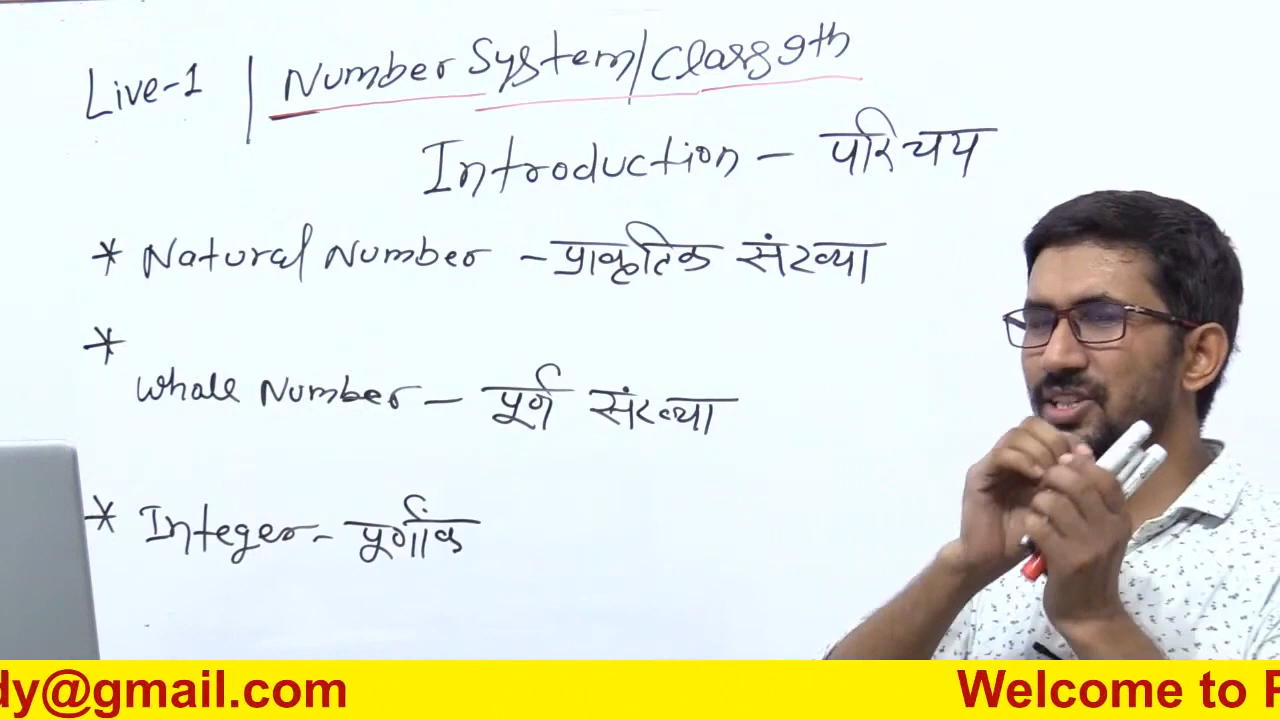 Live-1 | Number System/Class 9th
Introduction - परिचय
* Natural Number - प्राकृतिक संख्या
*
Whole Number - पूर्ण संख्या
* Integer - पूर्णांक
dy@gmail.com Welcome to